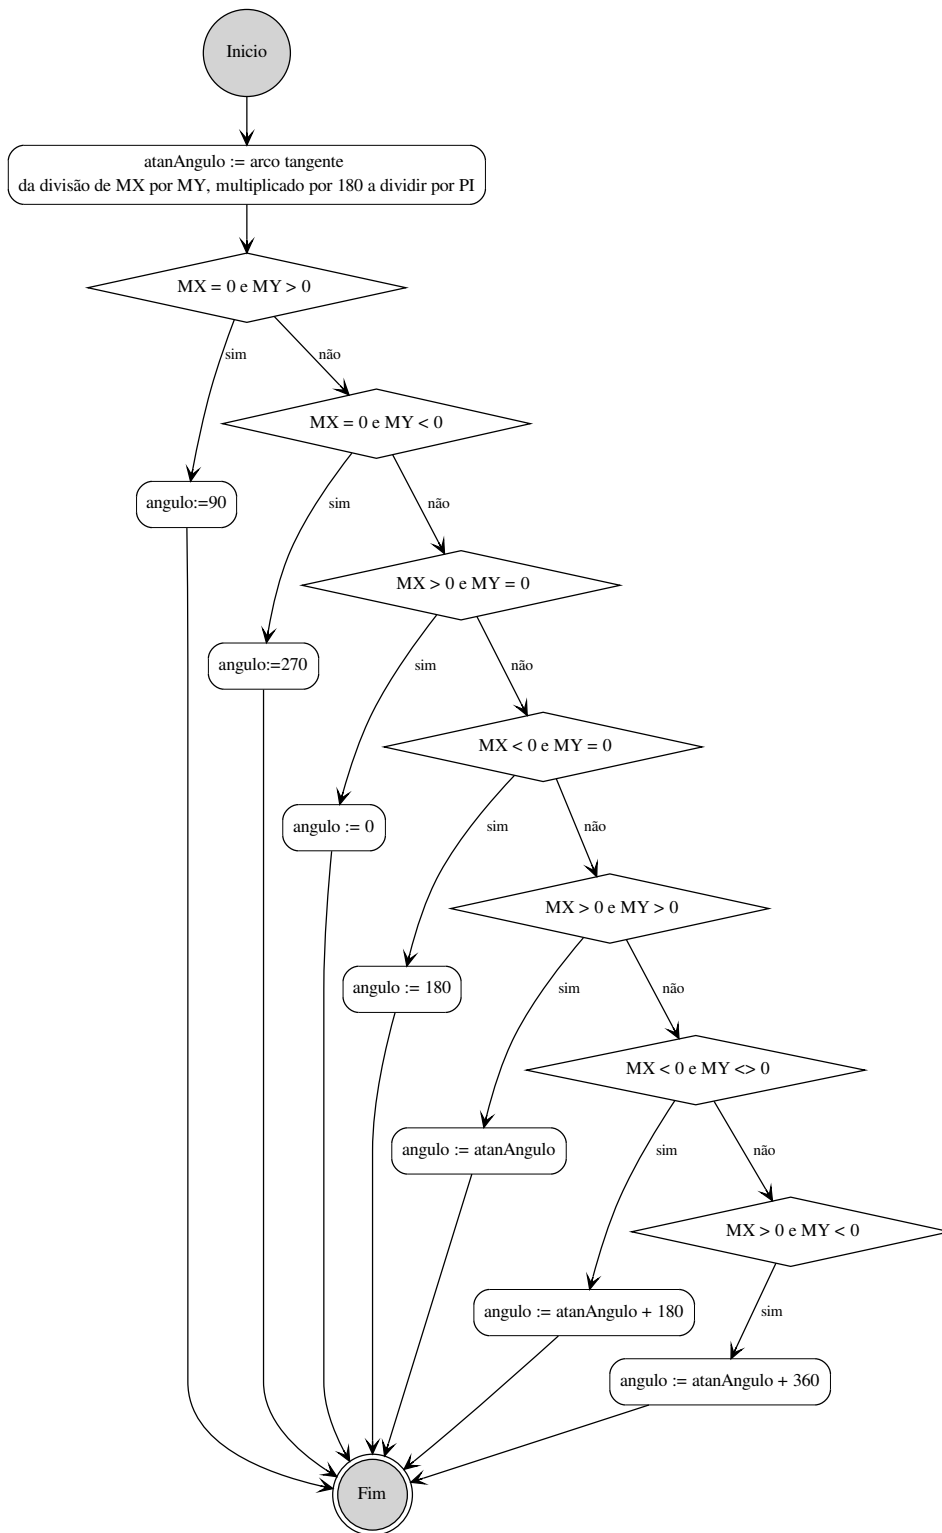 Inicio
atanAngulo := arco tangente
da divisão de MX por MY, multiplicado por 180 a dividir por PI
MX = 0 e MY > 0
sim
não
MX = 0 e MY < 0
angulo:=90
sim
não
MX > 0 e MY = 0
angulo:=270
sim
não
MX < 0 e MY = 0
angulo := 0
sim
não
MX > 0 e MY > 0
angulo := 180
sim
não
MX < 0 e MY <> 0
angulo := atanAngulo
sim
não
MX > 0 e MY < 0
angulo := atanAngulo + 180
sim
angulo := atanAngulo + 360
Fim